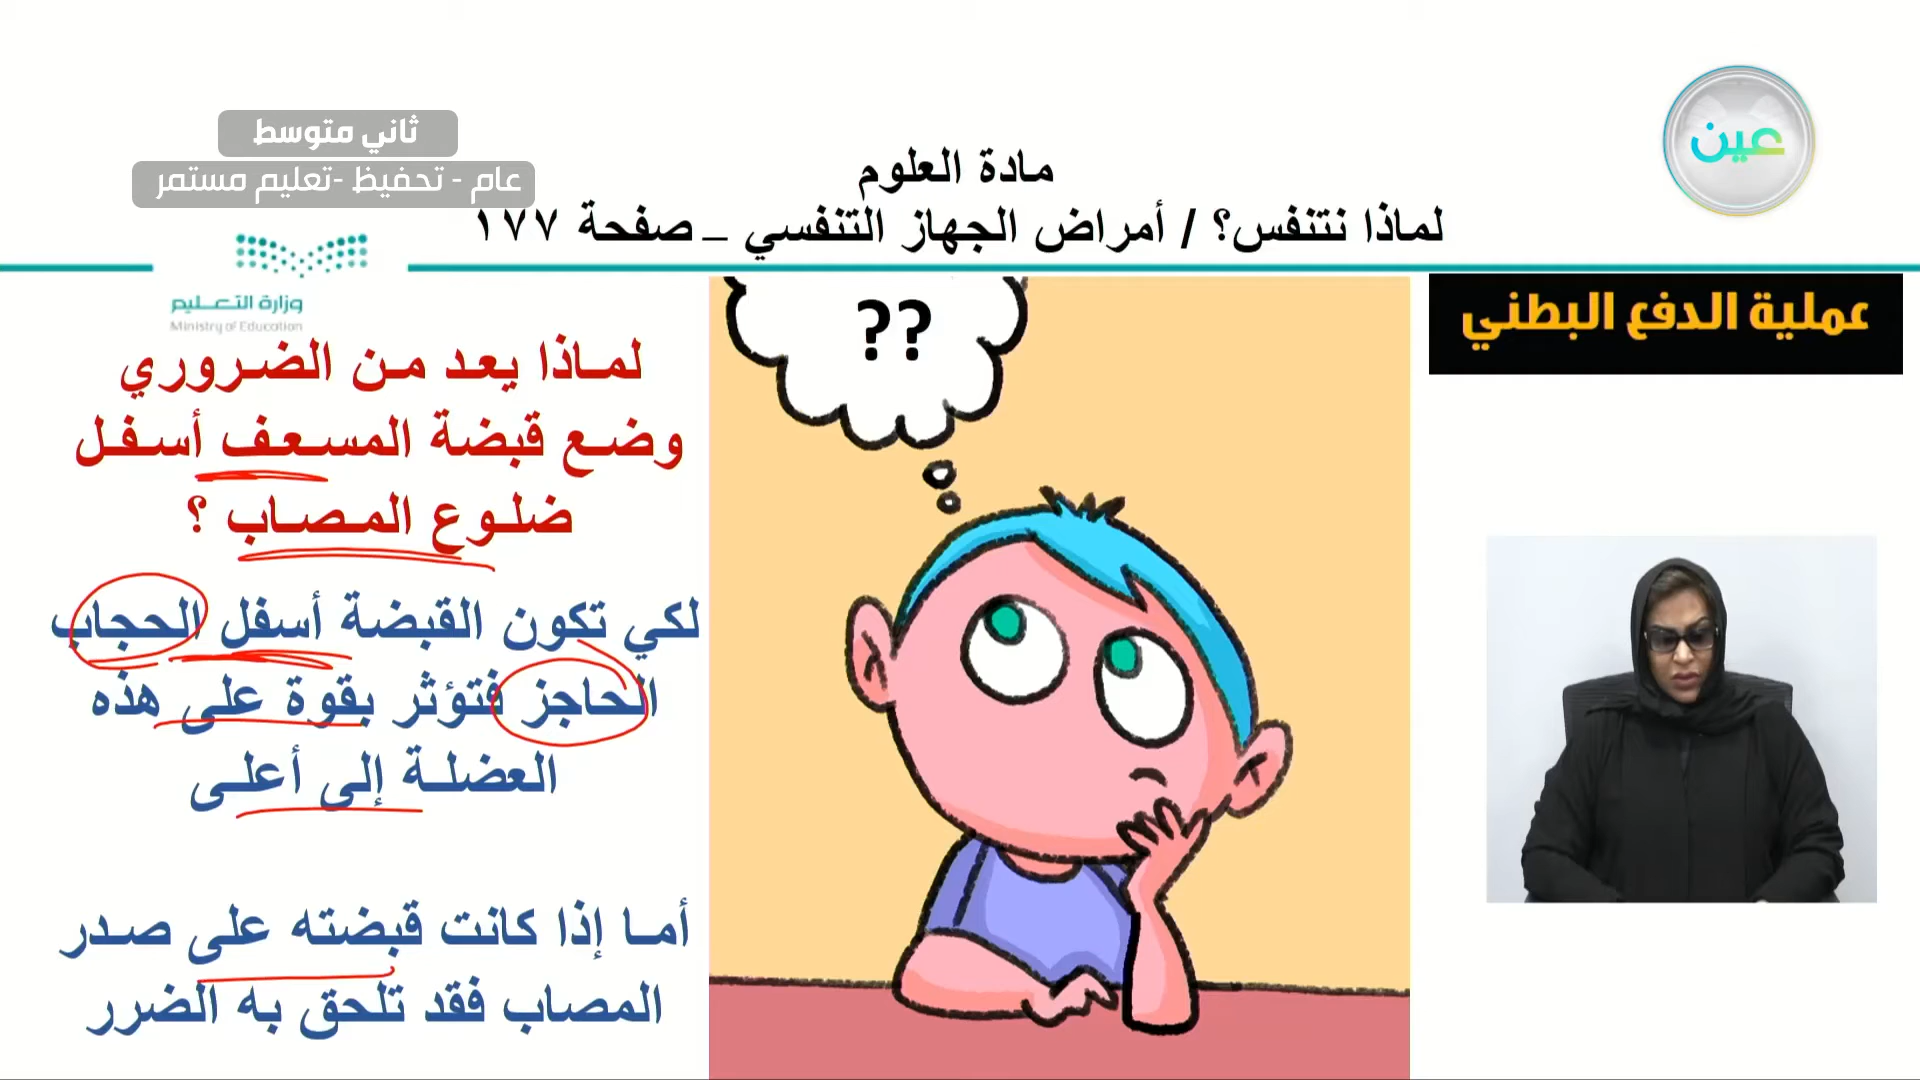 ثاني متوسط
عام - تحفيظ -تعليم مستمر
عين
مادة العلوم
لماذا نتنفس؟ / أمراض الجهاز التنفسي – صفحة ١٧٧
وزارة التعليم
Ministry of Education
عملية الدفع البطني
??
لماذا يعد من الضروري
وضع قبضة المسعف أسفل
ضلوع المصاب ؟
لكي تكون القبضة أسفل الحجاب
الحاجز فتؤثر بقوة على هذه
العضلة إلى أعلى
أما إذا كانت قبضته على صدر
المصاب فقد تلحق به الضرر